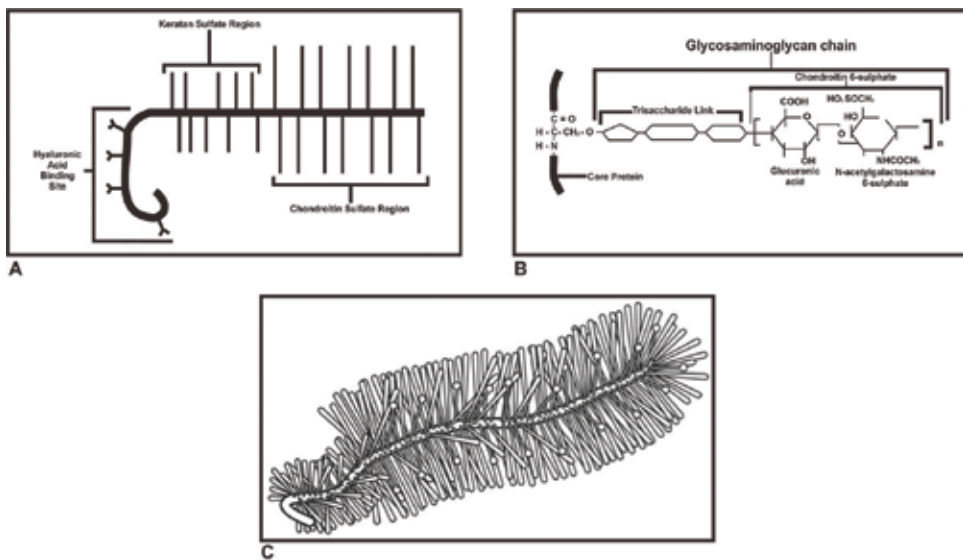 Keratan Sulfate Region
Hyaluronic
Acid
Binding
Site
Chondroitin Sulfate Region
A
Glycosaminoglycan chain
Chondroitin 6-sulphate
Trisaccharide Link
COOH
HO₃SOCH₂
C = O
H - C - CH₂ - O
H - N
O
HO
O
OH
NHCOCH₃
n
Glucuronic
acid
N-acetylgalactosamine
6-sulphate
Core Protein
B
C